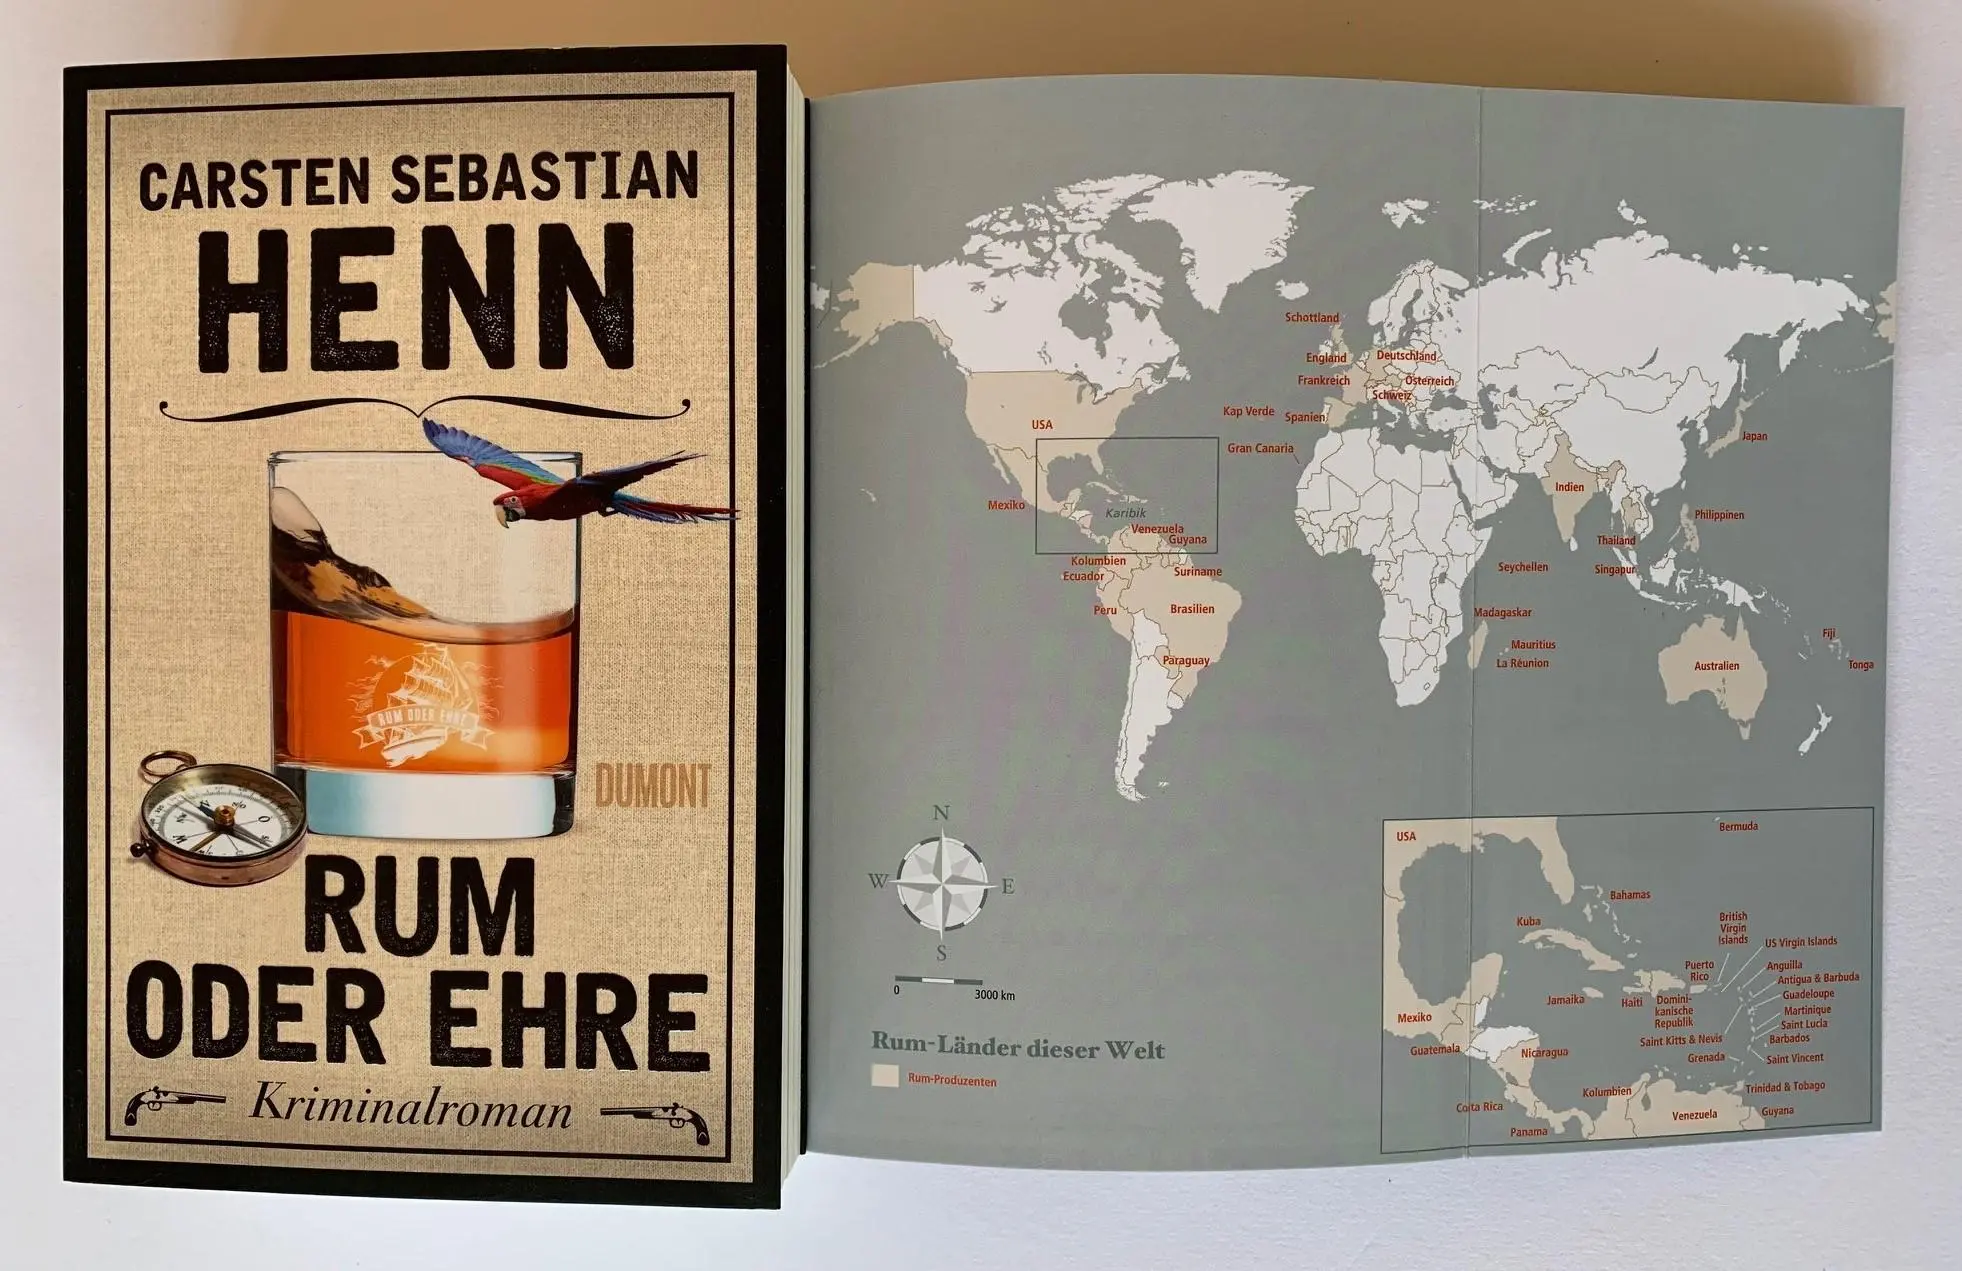 CARSTEN SEBASTIAN
HENN
RUM ODER EHRE
DUMONT
RUM
ODER EHRE
Kriminalroman
Schottland
England
Deutschland
Frankreich
Österreich
Schweiz
Kap Verde
Spanien
USA
Gran Canaria
Japan
Indien
Mexiko
Karibik
Philippinen
Venezuela
Guyana
Thailand
Kolumbien
Suriname
Seychellen
Singapur
Ecuador
Peru
Brasilien
Madagaskar
Mauritius
Fiji
Paraguay
La Réunion
Australien
Tonga
N
W
E
S
0
3000 km
Rum-Länder dieser Welt
Rum-Produzenten
USA
Bermuda
Bahamas
Kuba
British
Virgin
Islands
US Virgin Islands
Puerto
Rico
Anguilla
Antigua & Barbuda
Jamaika
Haiti
Domini-
kanische
Republik
Guadeloupe
Martinique
Mexiko
Saint Lucia
Saint Kitts & Nevis
Barbados
Guatemala
Nicaragua
Grenada
Saint Vincent
Kolumbien
Trinidad & Tobago
Costa Rica
Venezuela
Guyana
Panama